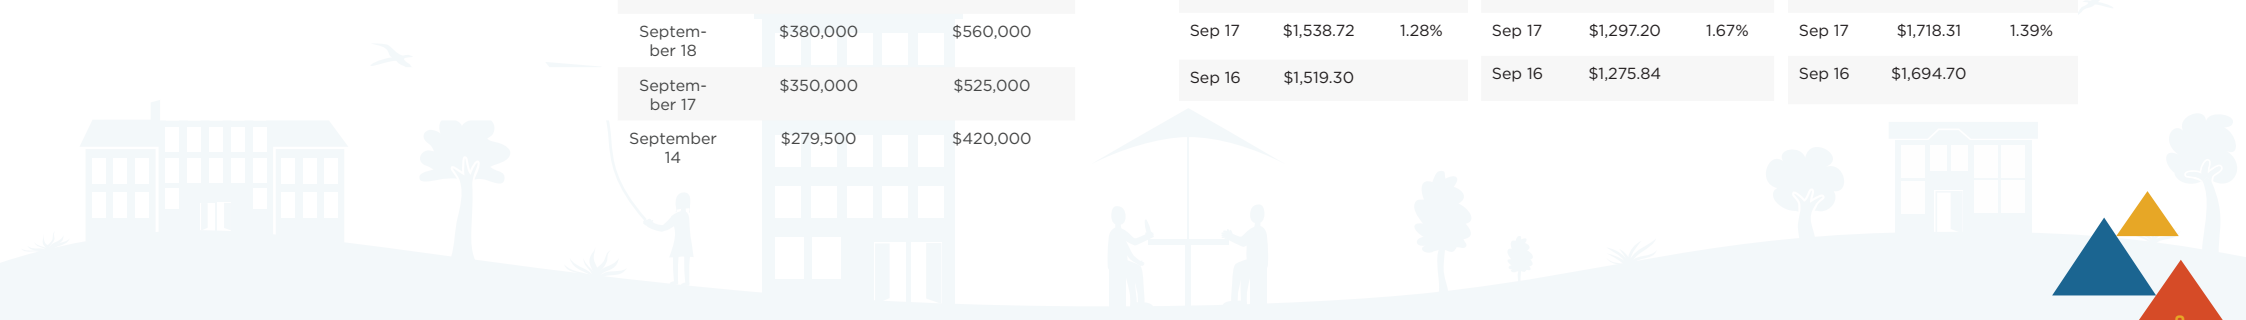 Septem-
ber 18 $380,000 $560,000
Septem-
ber 17 $350,000 $525,000
September
14 $279,500 $420,000
Sep 17 $1,538.72 1.28%
Sep 16 $1,519.30
Sep 17 $1,297.20 1.67%
Sep 16 $1,275.84
Sep 17 $1,718.31 1.39%
Sep 16 $1,694.70